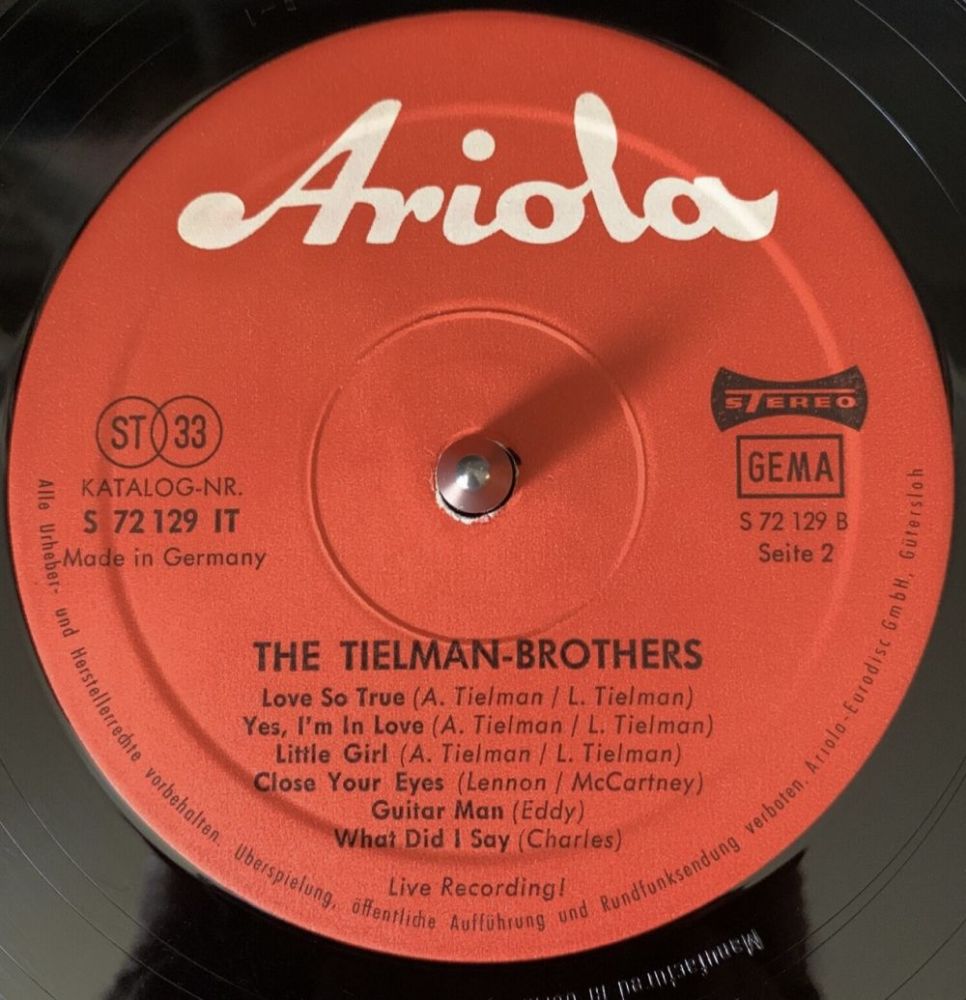 Ariola
ST 33
KATALOG-NR.
S 72129 IT
Made in Germany
STEREO
GEMA
S 72 129 B
Seite 2
THE TIELMAN-BROTHERS
Love So True (A. Tielman / L. Tielman)
Yes, I'm In Love (A. Tielman / L. Tielman)
Little Girl (A. Tielman / L. Tielman)
Close Your Eyes (Lennon / McCartney)
Guitar Man (Eddy)
What Did I Say (Charles)
Live Recording!
Alle Urheber- und Herstellerrechte vorbehalten. Überspielung, öffentliche Aufführung und Rundfunksendung verboten. Ariola-Eurodisc GmbH, Gütersloh
Manufactured in